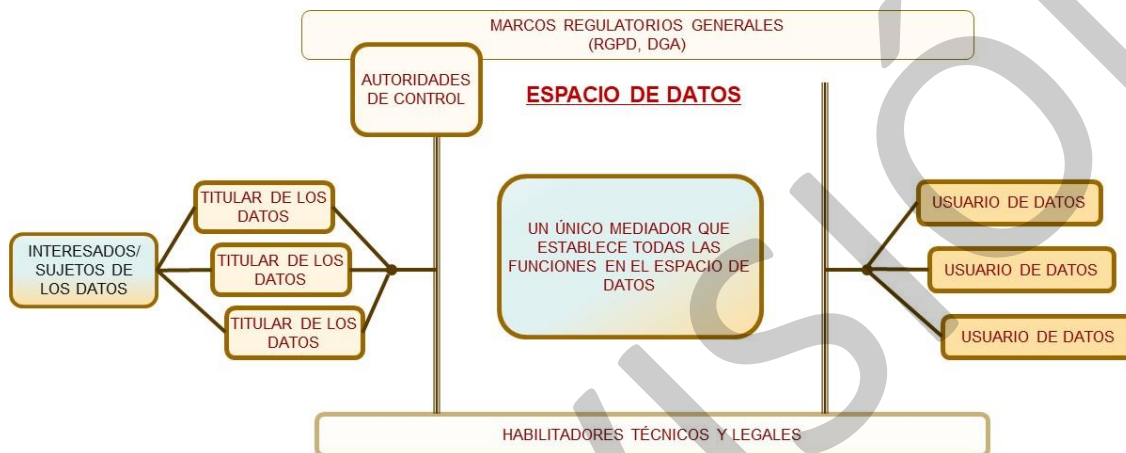 MARCOS REGULATORIOS GENERALES
(RGPD, DGA)
AUTORIDADES
DE CONTROL
ESPACIO DE DATOS
TITULAR DE LOS
DATOS
TITULAR DE LOS
DATOS
TITULAR DE LOS
DATOS
INTERESADOS/
SUJETOS DE
LOS DATOS
UN ÚNICO MEDIADOR QUE
ESTABLECE TODAS LAS
FUNCIONES EN EL ESPACIO DE
DATOS
USUARIO DE DATOS
USUARIO DE DATOS
USUARIO DE DATOS
HABILITADORES TÉCNICOS Y LEGALES
VISIÓ